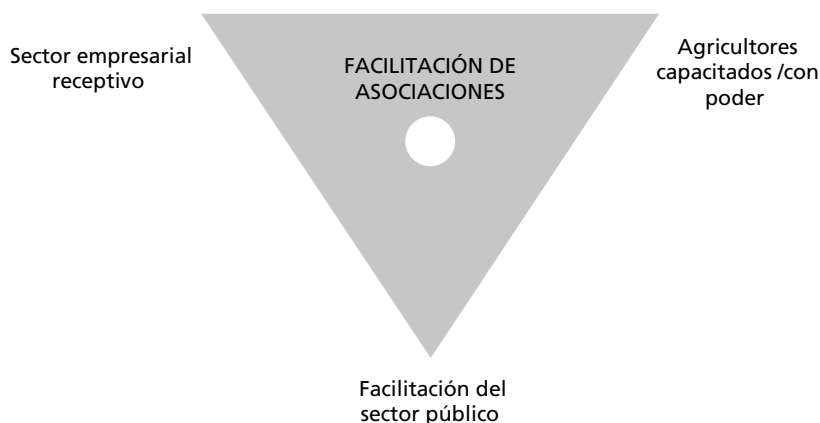 Sector empresarial
receptivo
FACILITACIÓN DE
ASOCIACIONES
Agricultores
capacitados /con
poder
Facilitación del
sector público